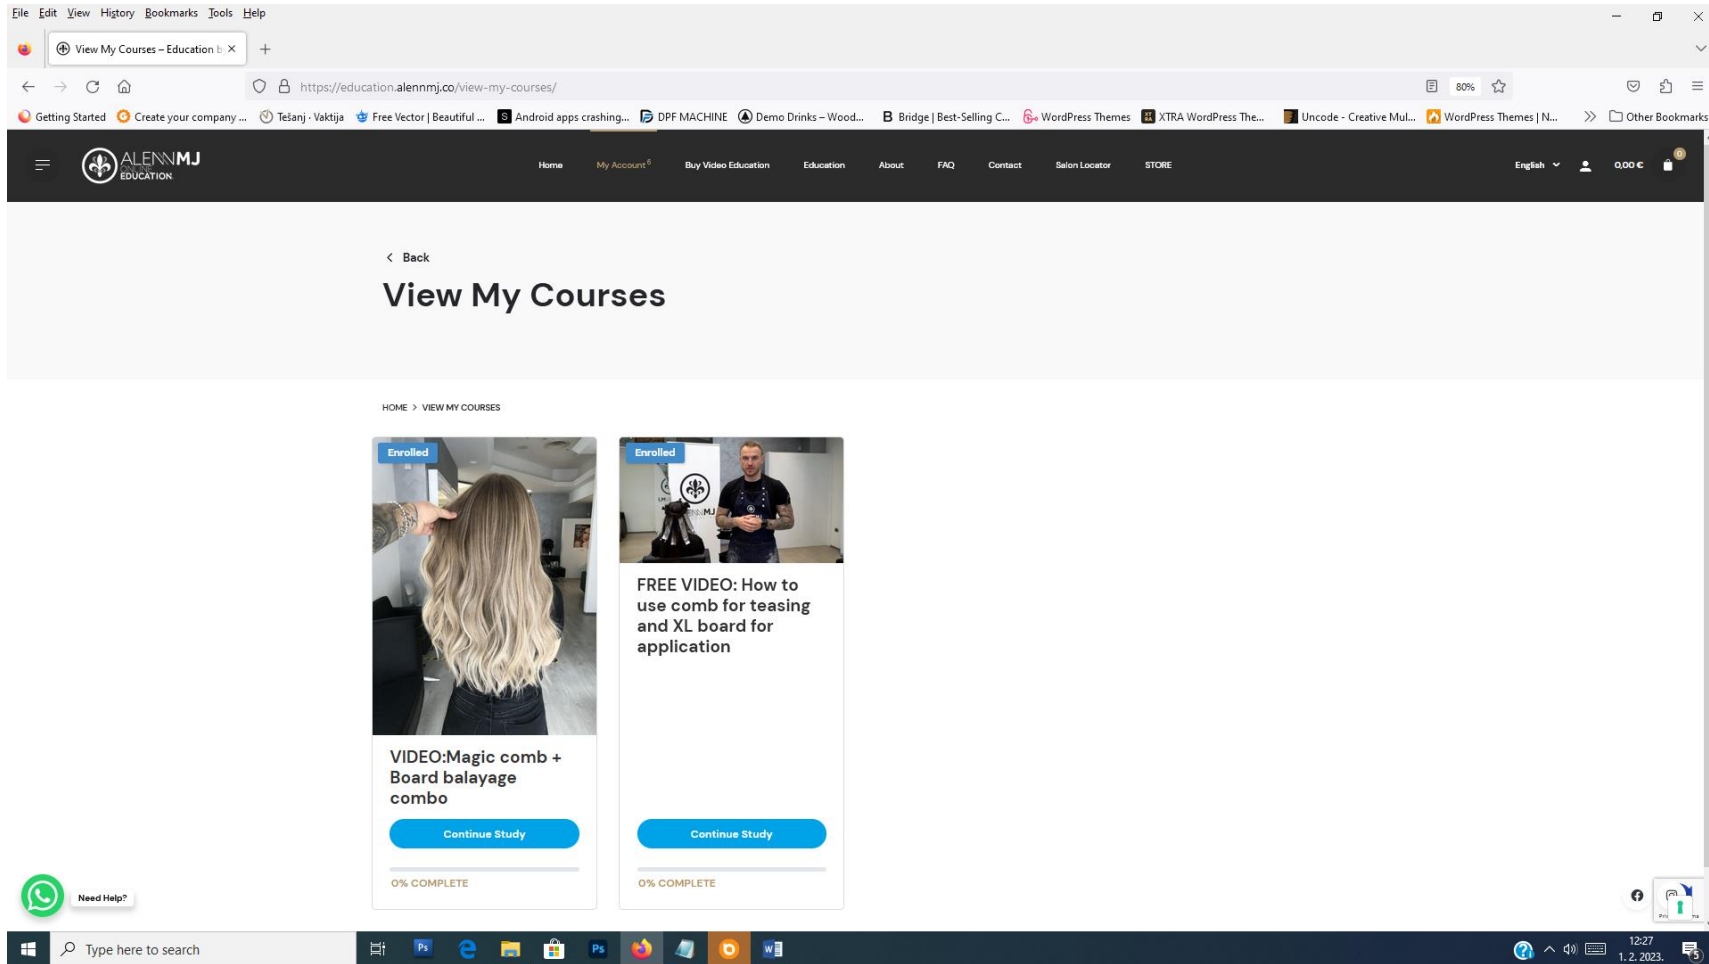 File Edit View History Bookmarks Tools Help
View My Courses – Education b
https://education.alennmj.co/view-my-courses/
80%
Getting Started Create your company ... Tešanj · Vaktija Free Vector | Beautiful ... Android apps crashing... DPF MACHINE Demo Drinks – Wood... Bridge | Best-Selling C... WordPress Themes XTRA WordPress The... Uncode - Creative Mul... WordPress Themes | N... Other Bookmarks
ALENNMJ
ONLINE
EDUCATION.
Home My Account 6 Buy Video Education Education About FAQ Contact Salon Locator STORE
English 0,00 € 0
Back
View My Courses
HOME > VIEW MY COURSES
Enrolled
VIDEO:Magic comb +
Board balayage
combo
Continue Study
0% COMPLETE
Enrolled
FREE VIDEO: How to
use comb for teasing
and XL board for
application
Continue Study
0% COMPLETE
Need Help?
Type here to search
12:27
1. 2. 2023.
5